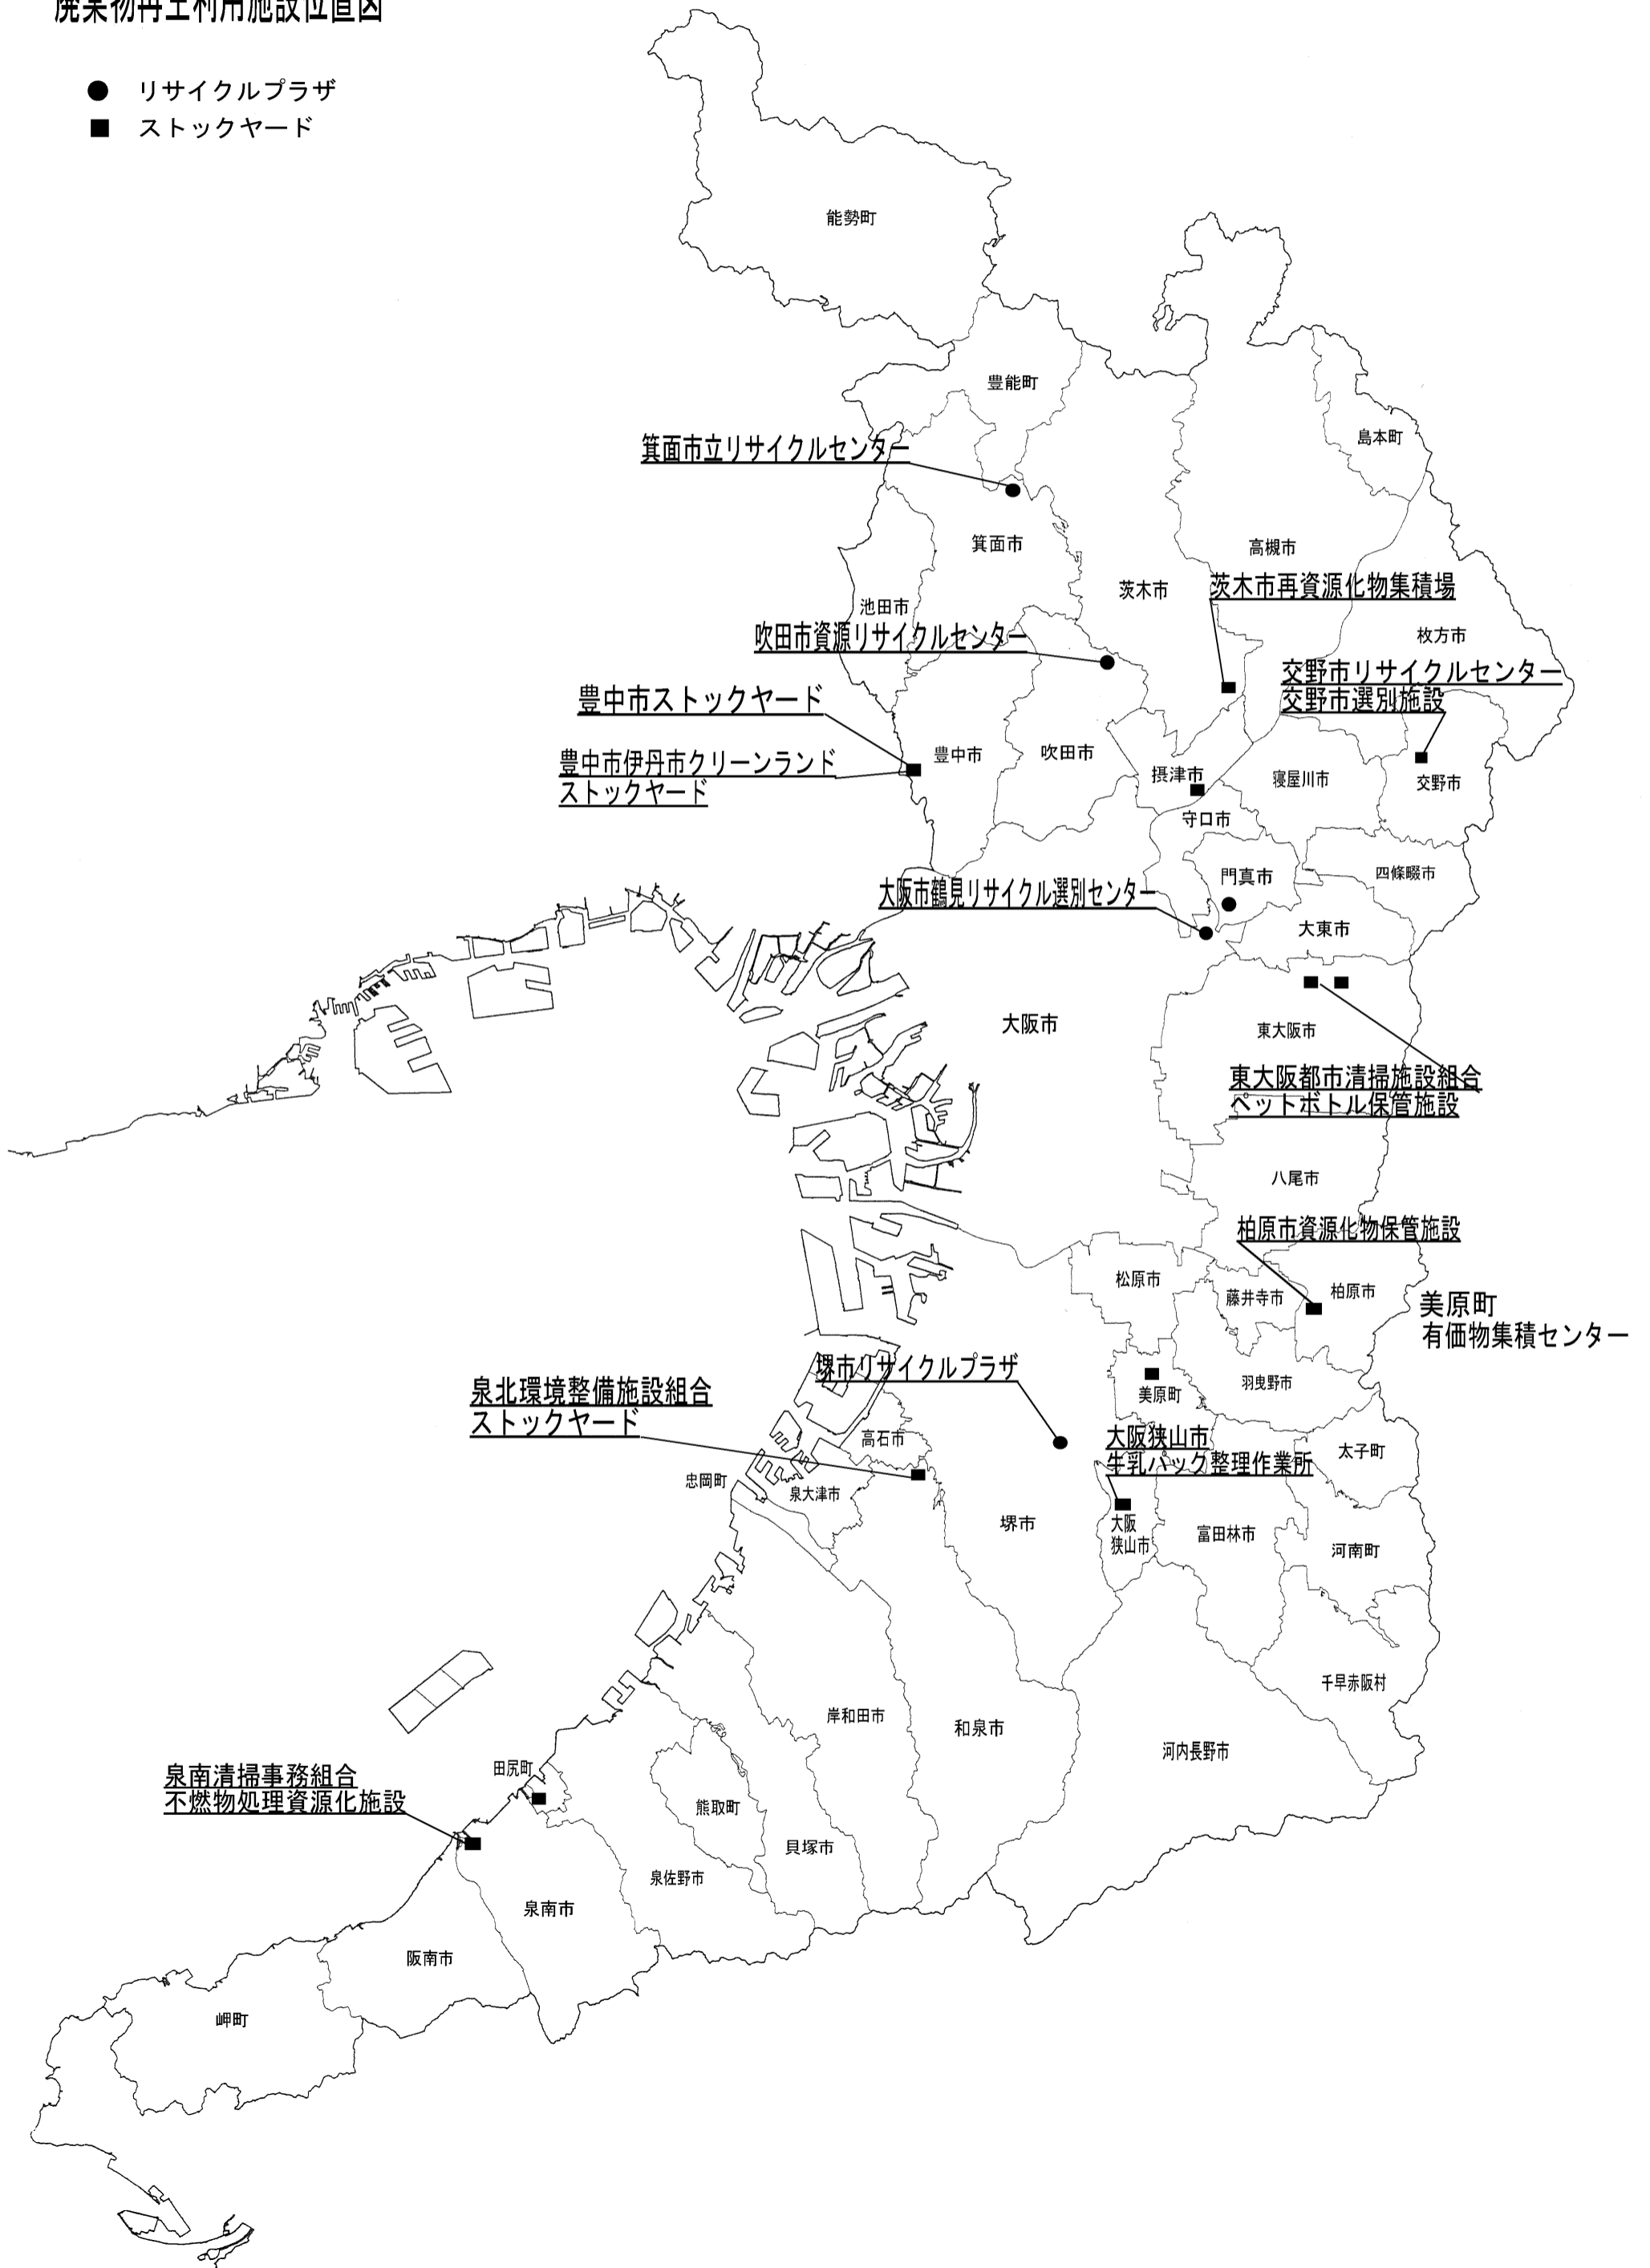 廃棄物再生利用施設位置図
● リサイクルプラザ
■ ストックヤード
能勢町
豊能町
島本町
箕面市立リサイクルセンター
箕面市
高槻市
茨木市
茨木市再資源化物集積場
池田市
吹田市資源リサイクルセンター
枚方市
交野市リサイクルセンター
交野市選別施設
豊中市ストックヤード
豊中市
吹田市
豊中市伊丹市クリーンランド
ストックヤード
摂津市
寝屋川市
交野市
守口市
門真市
四條畷市
大阪市鶴見リサイクル選別センター
大東市
大阪市
東大阪市
東大阪都市清掃施設組合
ペットボトル保管施設
八尾市
柏原市資源化物保管施設
松原市
藤井寺市
柏原市
美原町
有価物集積センター
堺市リサイクルプラザ
美原町
羽曳野市
泉北環境整備施設組合
ストックヤード
高石市
大阪狭山市
牛乳パック整理作業所
太子町
忠岡町
泉大津市
堺市
大阪
狭山市
富田林市
河南町
千早赤阪村
岸和田市
和泉市
河内長野市
田尻町
泉南清掃事務組合
不燃物処理資源化施設
熊取町
貝塚市
泉佐野市
泉南市
阪南市
岬町